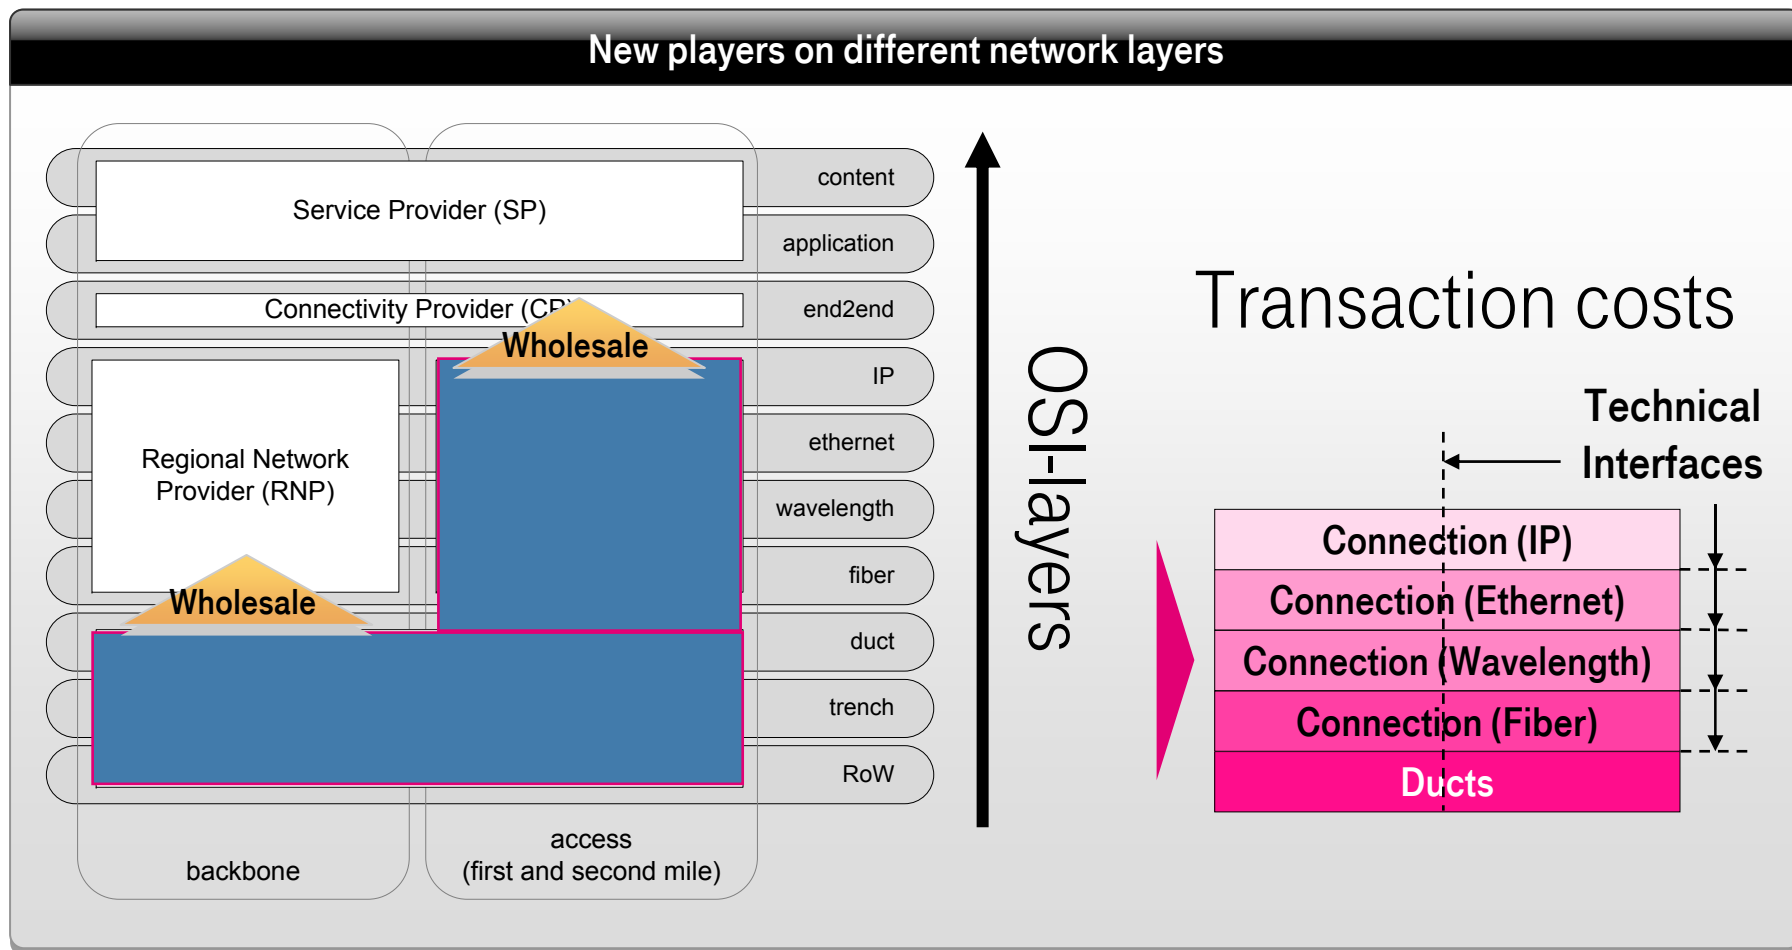 New players on different network layers
content
Service Provider (SP)
application
Connectivity Provider (CP)
end2end
Wholesale
IP
ethernet
Regional Network
Provider (RNP)
wavelength
fiber
Wholesale
duct
trench
RoW
backbone
access
(first and second mile)
OSI-layers
Transaction costs
Technical
Interfaces
Connection (IP)
Connection (Ethernet)
Connection (Wavelength)
Connection (Fiber)
Ducts